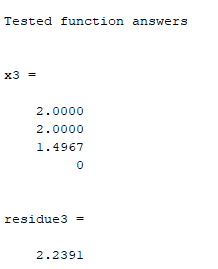 Tested function answers
x3 =
2.0000
2.0000
1.4967
0
residue3 =
2.2391